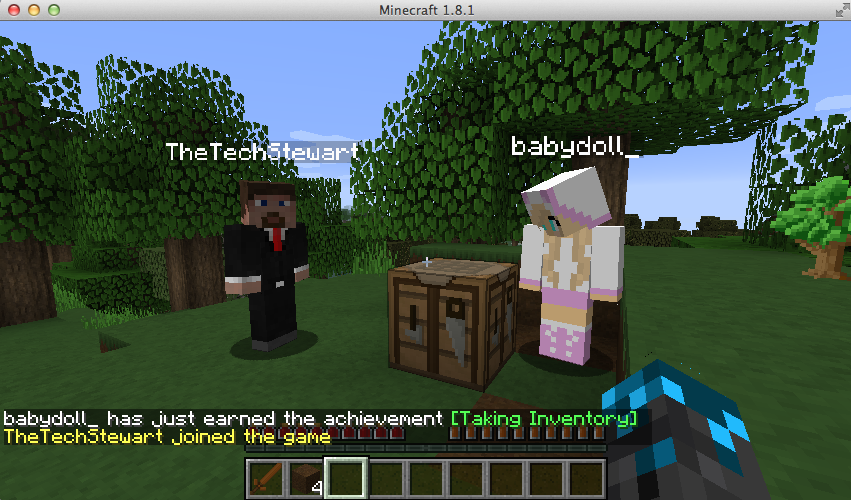 Minecraft 1.8.1
TheTechStewart
babydoll_
babydoll_ has just earned the achievement [Taking Inventory]
TheTechStewart joined the game
4